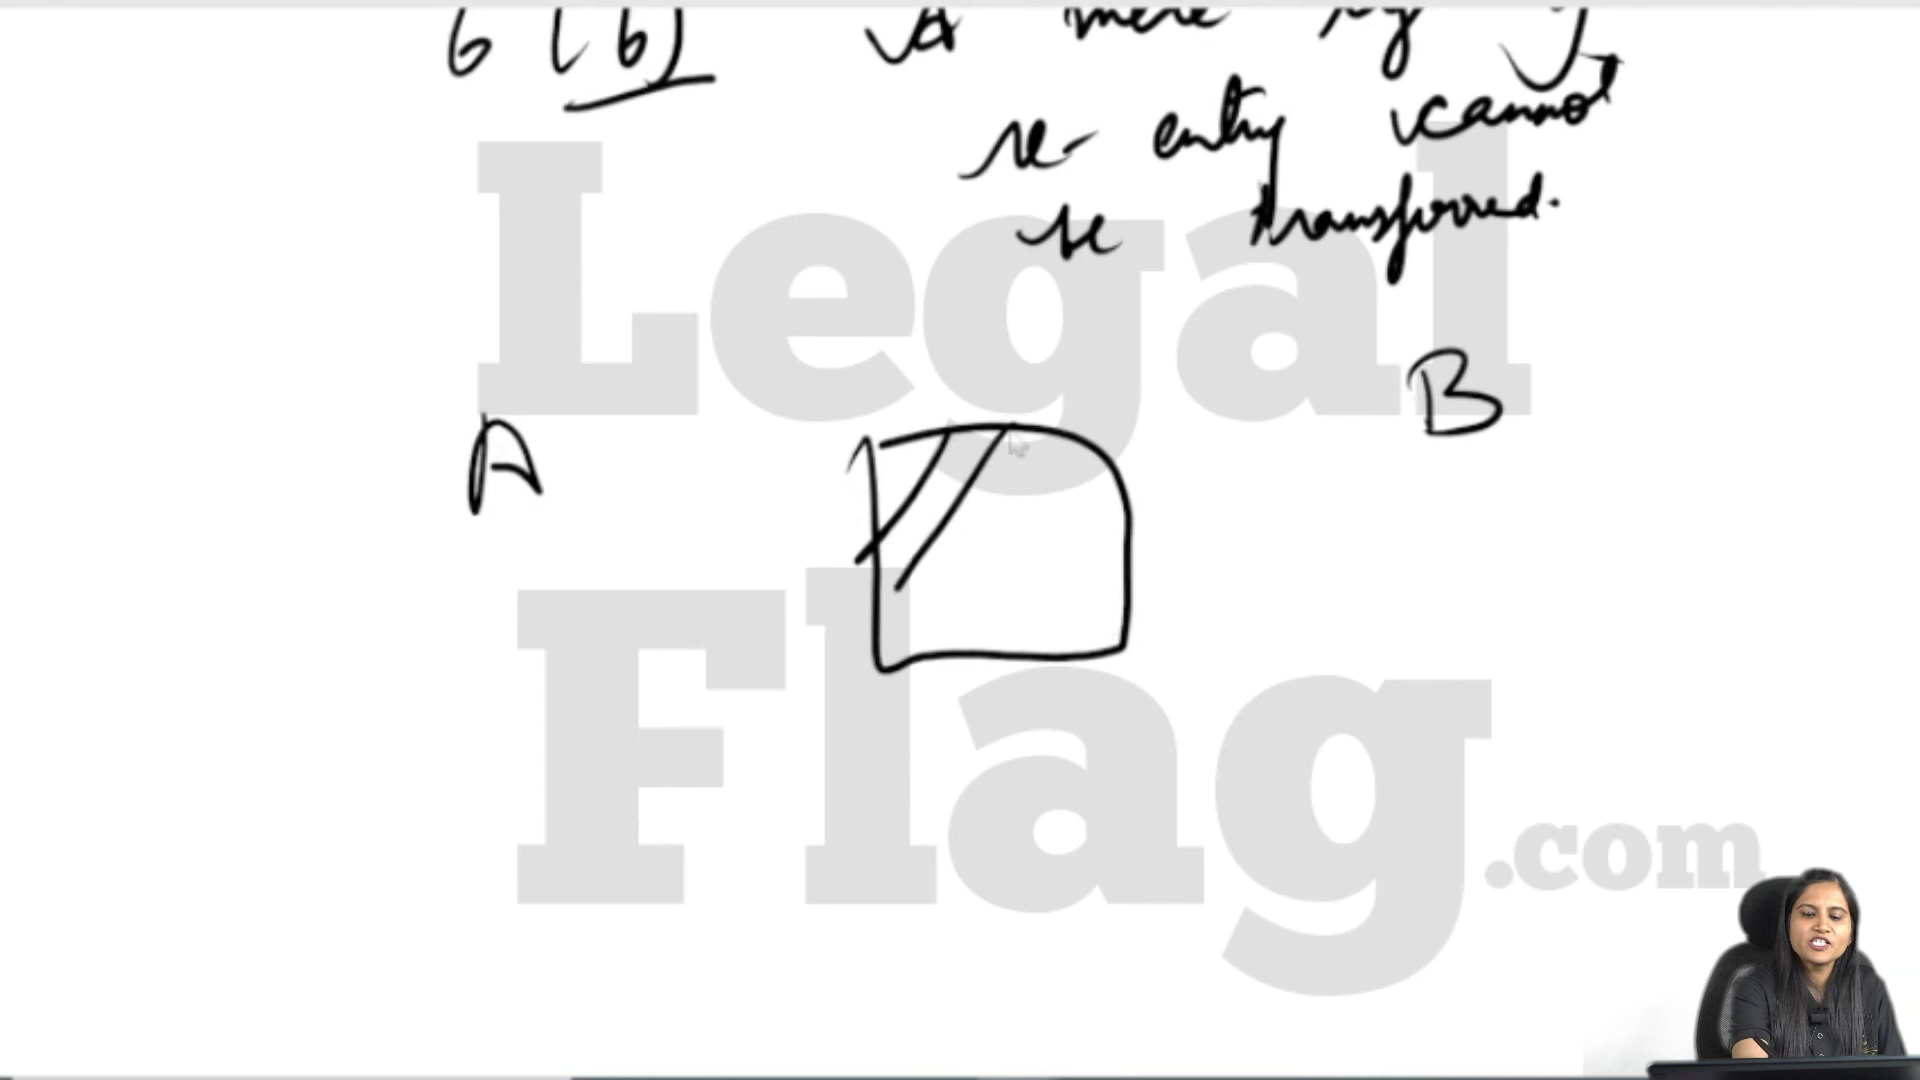 6 (b) A mere right of
re-entry cannot
be transferred.
A B
Legal
Flag.com